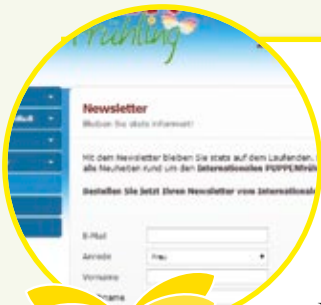 Frühling
Newsletter
Bleiben Sie stets informiert!
Mit dem Newsletter bleiben Sie stets auf dem Laufenden.
alle Neuheiten rund um den Internationalen PUPPENfrüh
Bestellen Sie jetzt Ihren Newsletter vom Internationale
E-Mail
Anrede
Frau
Vorname
name